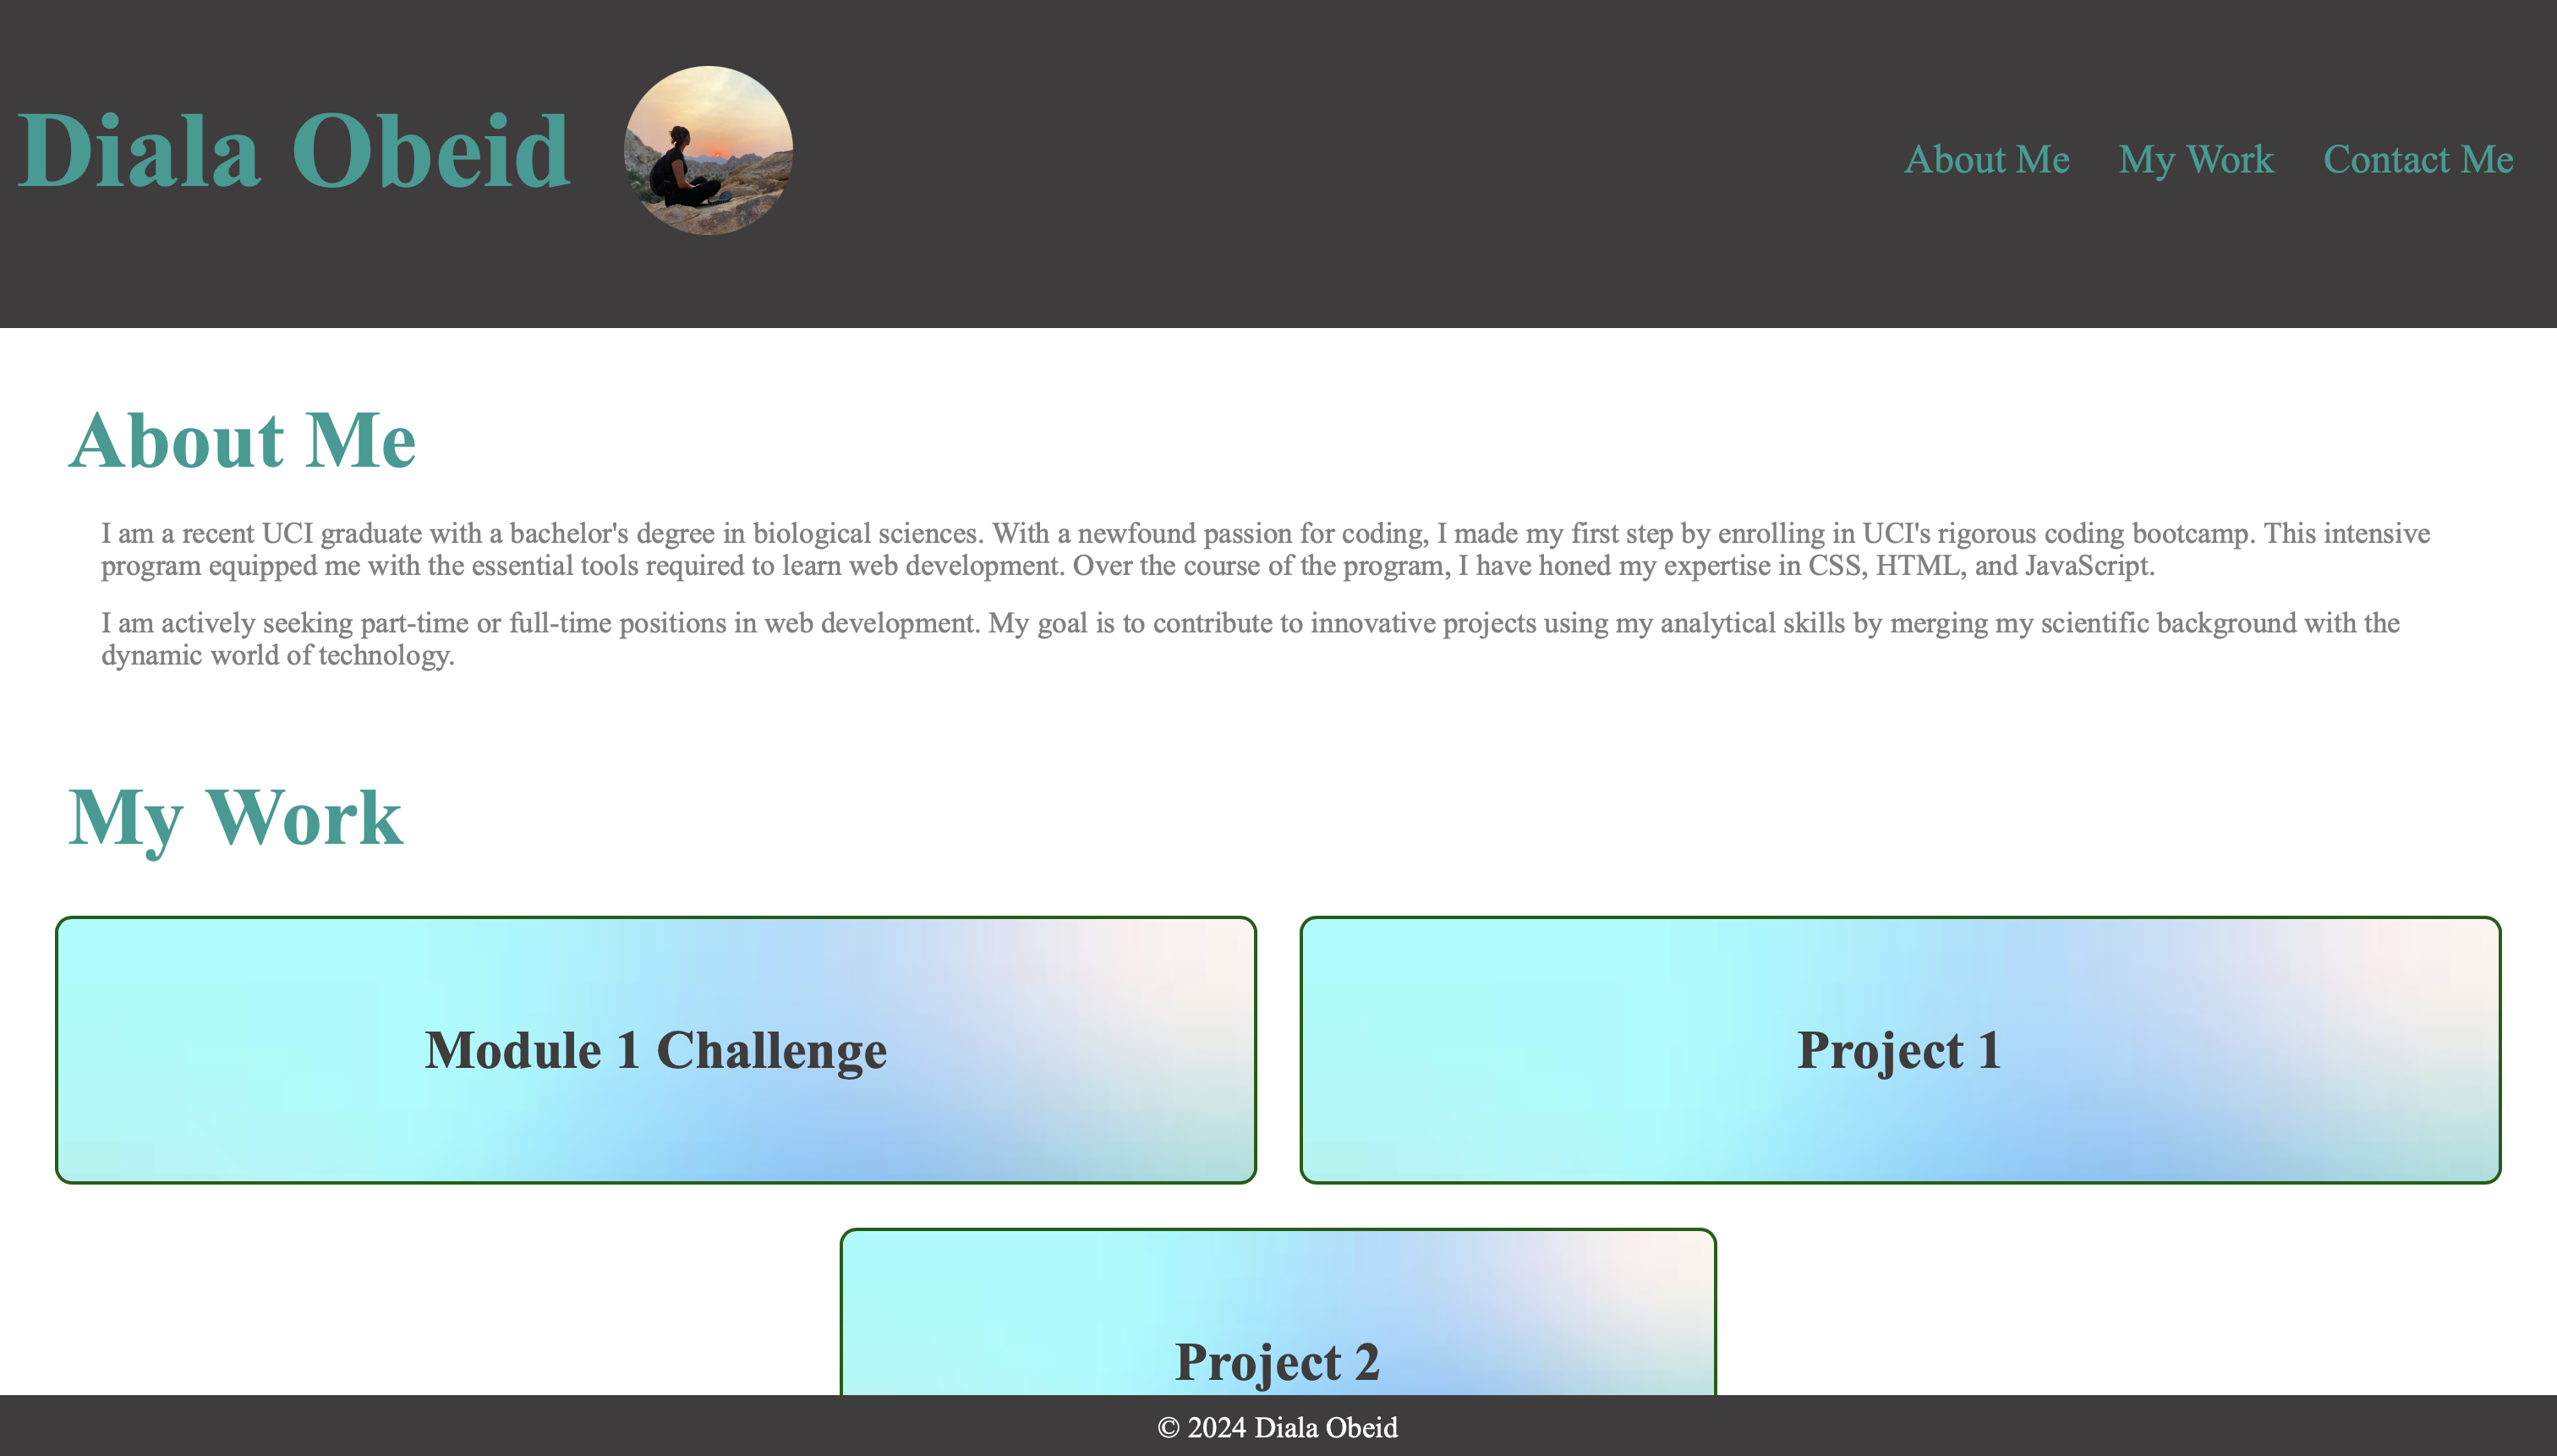 Diala Obeid
About Me My Work Contact Me
About Me
I am a recent UCI graduate with a bachelor's degree in biological sciences. With a newfound passion for coding, I made my first step by enrolling in UCI's rigorous coding bootcamp. This intensive
program equipped me with the essential tools required to learn web development. Over the course of the program, I have honed my expertise in CSS, HTML, and JavaScript.
I am actively seeking part-time or full-time positions in web development. My goal is to contribute to innovative projects using my analytical skills by merging my scientific background with the
dynamic world of technology.
My Work
Module 1 Challenge
Project 1
Project 2
© 2024 Diala Obeid